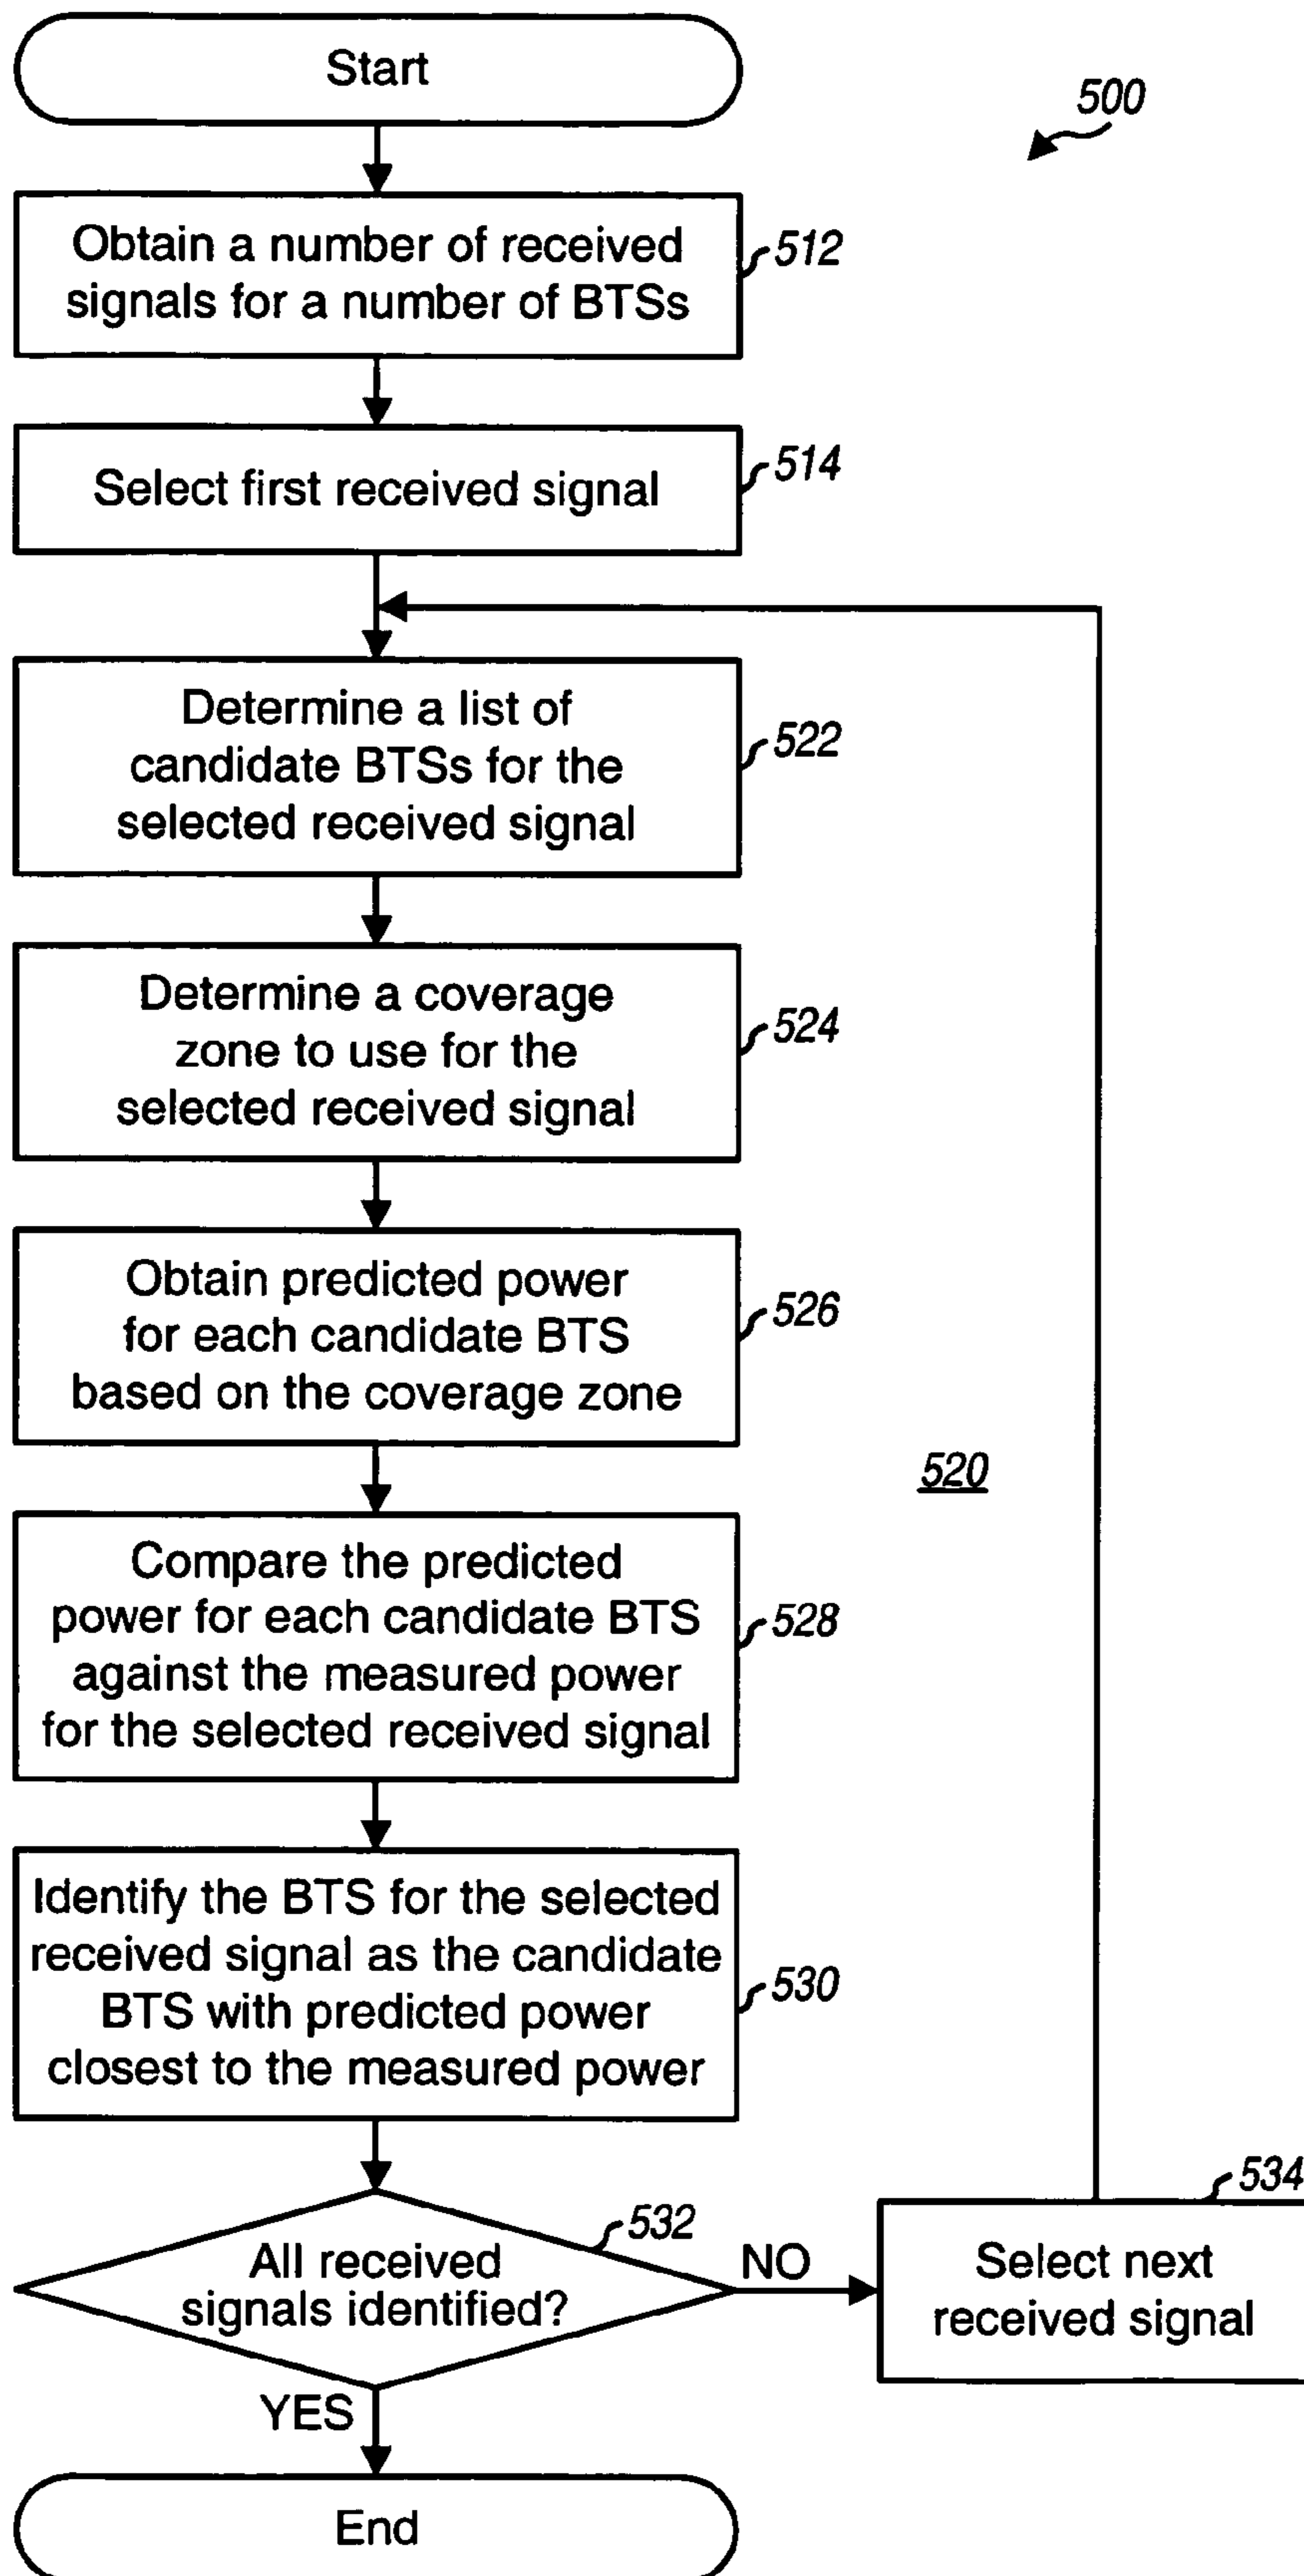 Start
500
Obtain a number of received
signals for a number of BTSs
512
Select first received signal
514
Determine a list of
candidate BTSs for the
selected received signal
522
Determine a coverage
zone to use for the
selected received signal
524
Obtain predicted power
for each candidate BTS
based on the coverage zone
526
520
Compare the predicted
power for each candidate BTS
against the measured power
for the selected received signal
528
Identify the BTS for the selected
received signal as the candidate
BTS with predicted power
closest to the measured power
530
All received
signals identified?
532
NO
Select next
received signal
534
YES
End